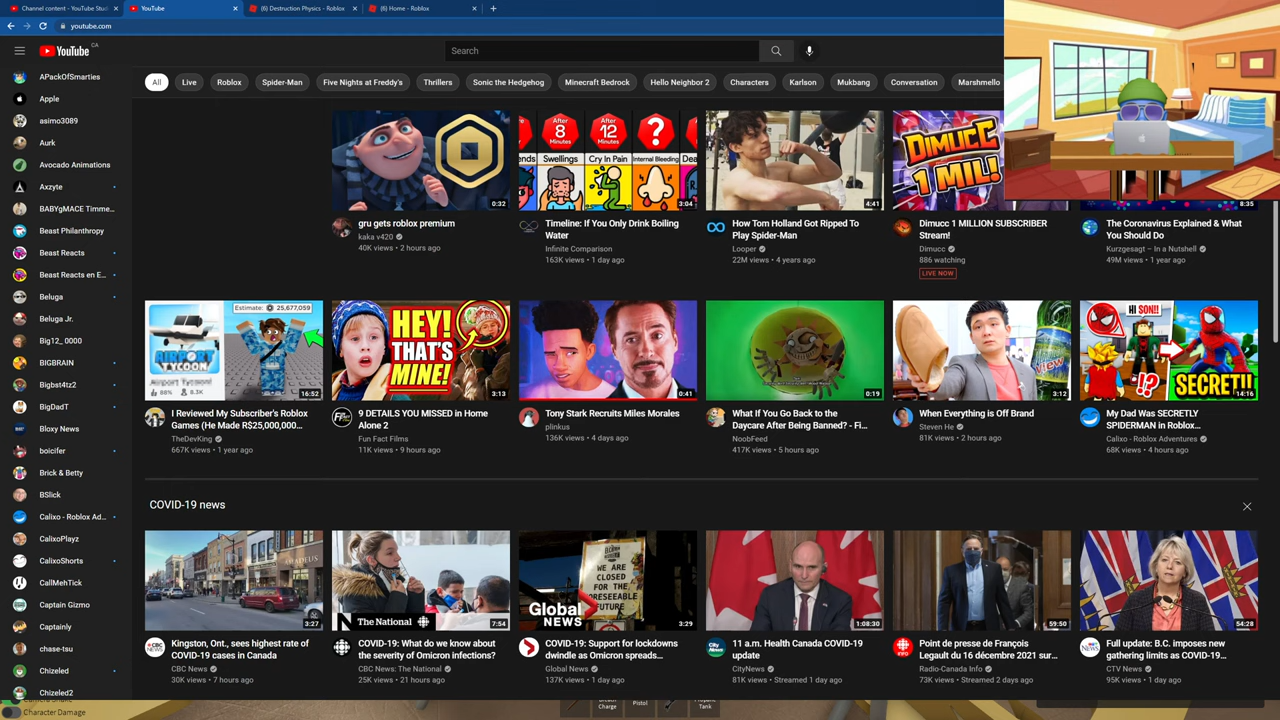 Channel content - YouTube Stu
YouTube
(6) Destruction Physics - Roblox
(6) Home - Roblox
youtube.com
YouTube CA
Search
APackOfSmarties
Apple
asimo3089
Aurk
Avocado Animations
Axzyte
BABYgMACE Timme...
Beast Philanthropy
Beast Reacts
Beast Reacts en E...
Beluga
Beluga Jr.
Big12_ 0000
BIGBRAIN
Bigbst4tz2
BigDadT
Bloxy News
boicifer
Brick & Betty
BSlick
Calixo - Roblox Ad...
CalixoPlayz
CalixoShorts
CallMehTick
Captain Gizmo
Captainly
chase-tsu
Chizeled
Chizeled2
All
Live
Roblox
Spider-Man
Five Nights at Freddy's
Thrillers
Sonic the Hedgehog
Minecraft Bedrock
Hello Neighbor 2
Characters
Karlson
Mukbang
Conversation
Marshmello
0:32
gru gets roblox premium
kaka v420
40K views • 2 hours ago
After 8 Minutes
After 12 Minutes
Swellings
Cry In Pain
Internal Bleeding
3:04
Timeline: If You Only Drink Boiling
Water
Infinite Comparison
163K views • 1 day ago
4:41
How Tom Holland Got Ripped To
Play Spider-Man
Looper
22M views • 4 years ago
DIMUCC
1 MIL!
Dimucc 1 MILLION SUBSCRIBER
Stream!
Dimucc
886 watching
LIVE NOW
8:35
The Coronavirus Explained & What
You Should Do
Kurzgesagt – In a Nutshell
49M views • 1 year ago
Estimate: 25,677,059
AIRPORT
TYCOON
Airport Tycoon!
88% 8.3K
16:52
I Reviewed My Subscriber's Roblox
Games (He Made R$25,000,000...
TheDevKing
667K views • 1 year ago
HEY!
THAT'S
MINE!
3:13
9 DETAILS YOU MISSED in Home
Alone 2
Fun Fact Films
11K views • 9 hours ago
0:41
Tony Stark Recruits Miles Morales
plinkus
136K views • 4 days ago
0:19
What If You Go Back to the
Daycare After Being Banned? - Fi...
NoobFeed
417K views • 5 hours ago
view
3:12
When Everything is Off Brand
Steven He
81K views • 2 hours ago
HI SON!!
!?
SECRET!!
14:16
My Dad Was SECRETLY
SPIDERMAN in Roblox...
Calixo - Roblox Adventures
68K views • 4 hours ago
COVID-19 news
AMADEUS
3:27
Kingston, Ont., sees highest rate of
COVID-19 cases in Canada
CBC News
30K views • 7 hours ago
The National
7:54
COVID-19: What do we know about
the severity of Omicron infections?
CBC News: The National
25K views • 21 hours ago
WE ARE
CLOSED
FOR THE
FORESEEABLE
FUTURE
Global
NEWS
3:29
COVID-19: Support for lockdowns
dwindle as Omicron spreads...
Global News
137K views • 1 day ago
1:08:30
11 a.m. Health Canada COVID-19
update
CityNews
81K views • Streamed 1 day ago
59:50
Point de presse de François
Legault du 16 décembre 2021 sur...
Radio-Canada Info
73K views • Streamed 2 days ago
54:28
Full update: B.C. imposes new
gathering limits as COVID-19...
CTV News
95K views • 1 day ago
Character Damage
Charge
Pistol
Tank